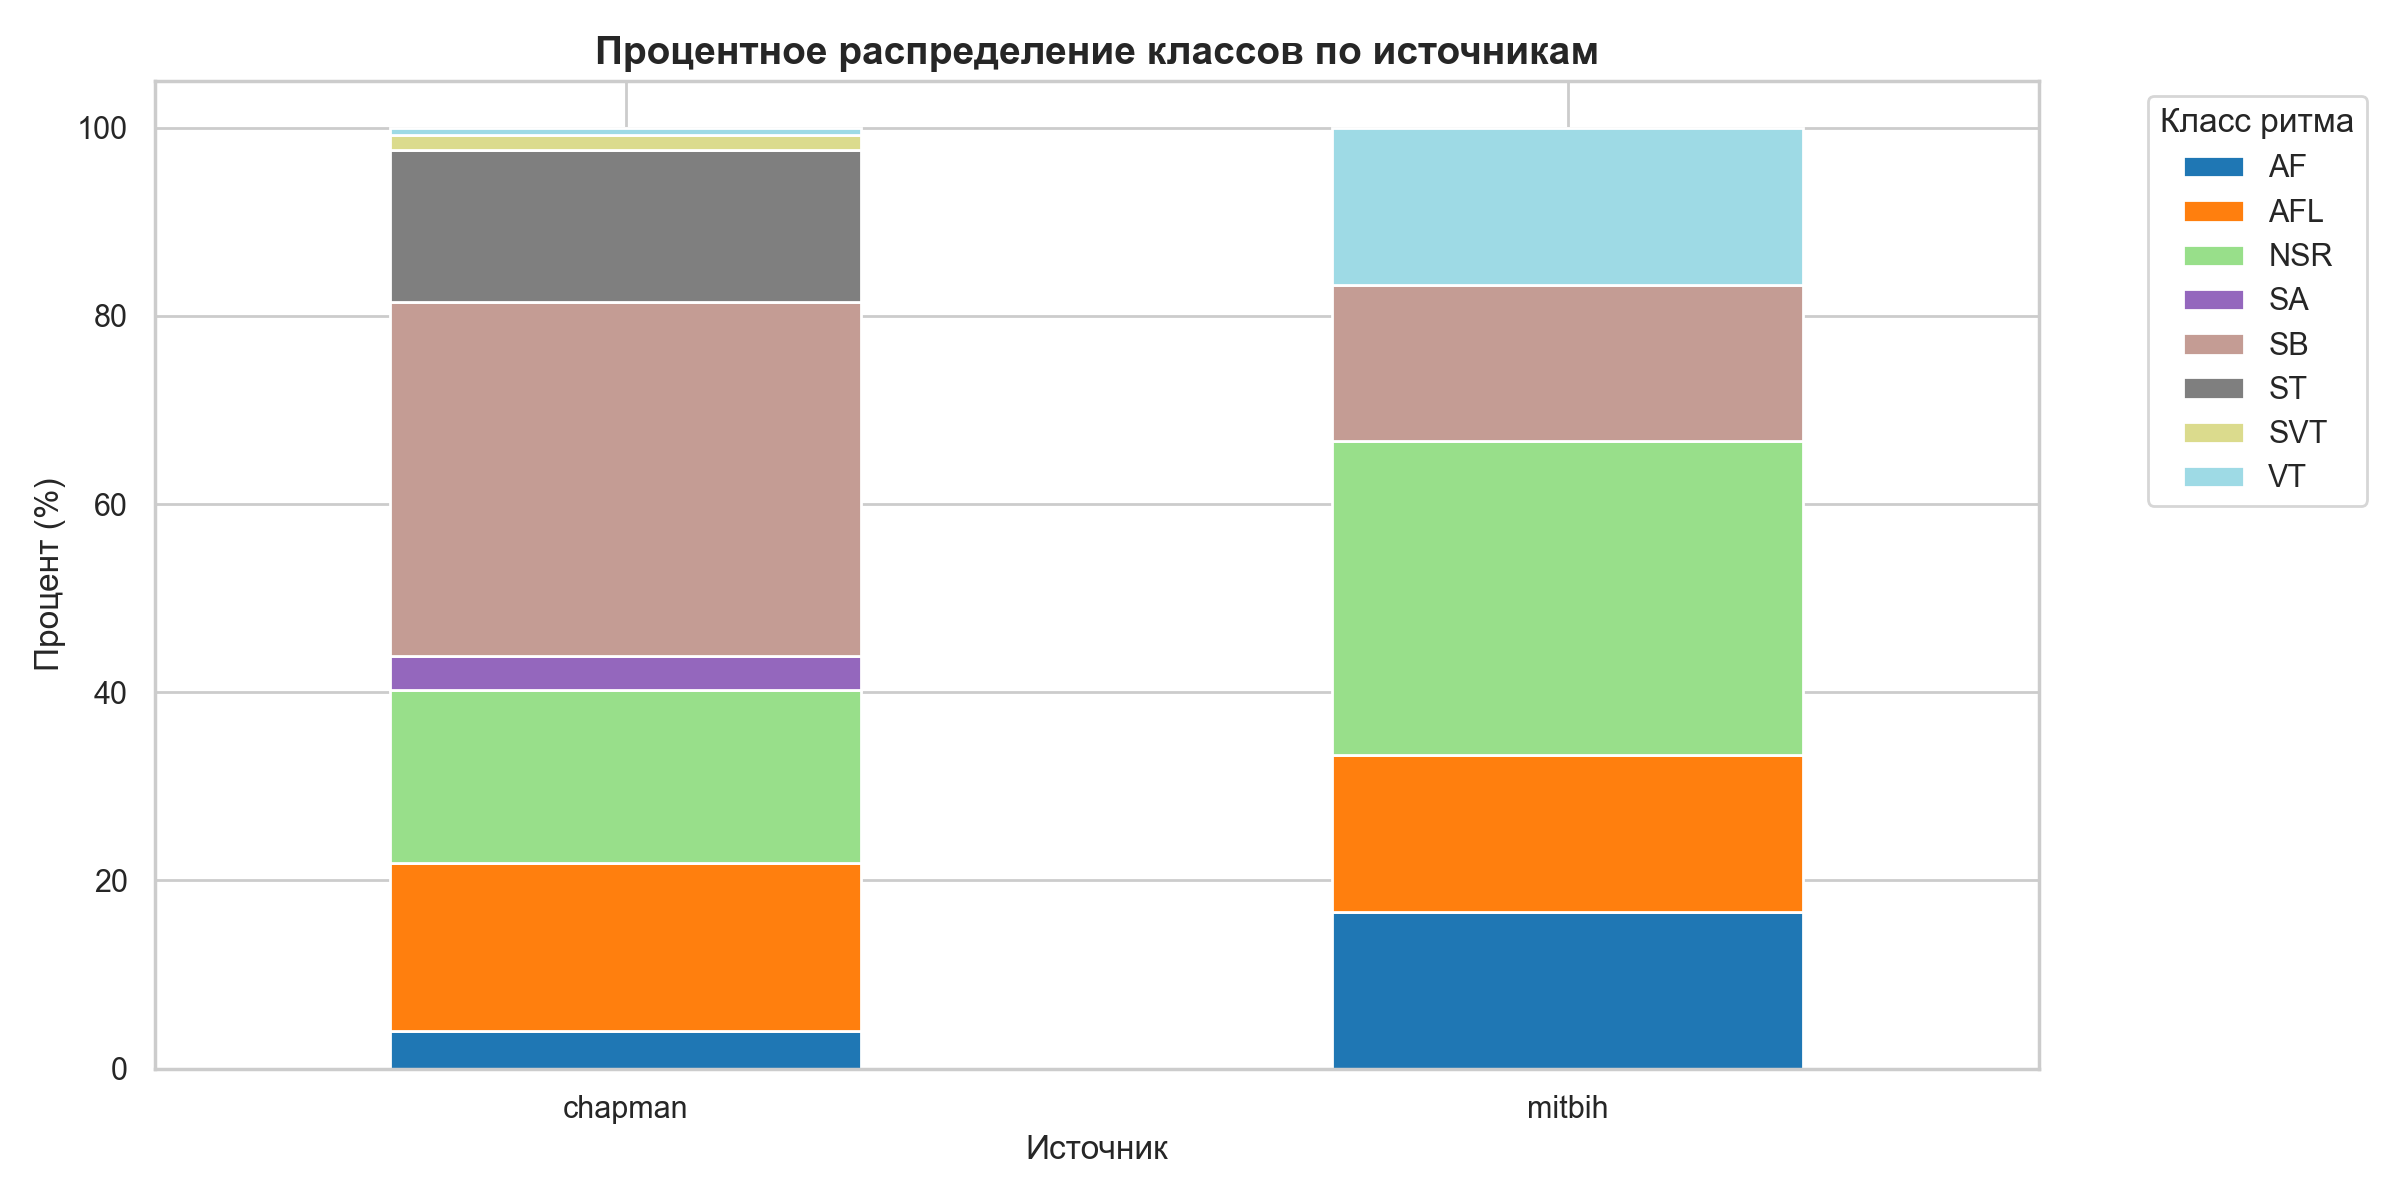 Процентное распределение классов по источникам
Процент (%)
100
80
60
40
20
0
chapman
mitbih
Источник
Класс ритма
AF
AFL
NSR
SA
SB
ST
SVT
VT